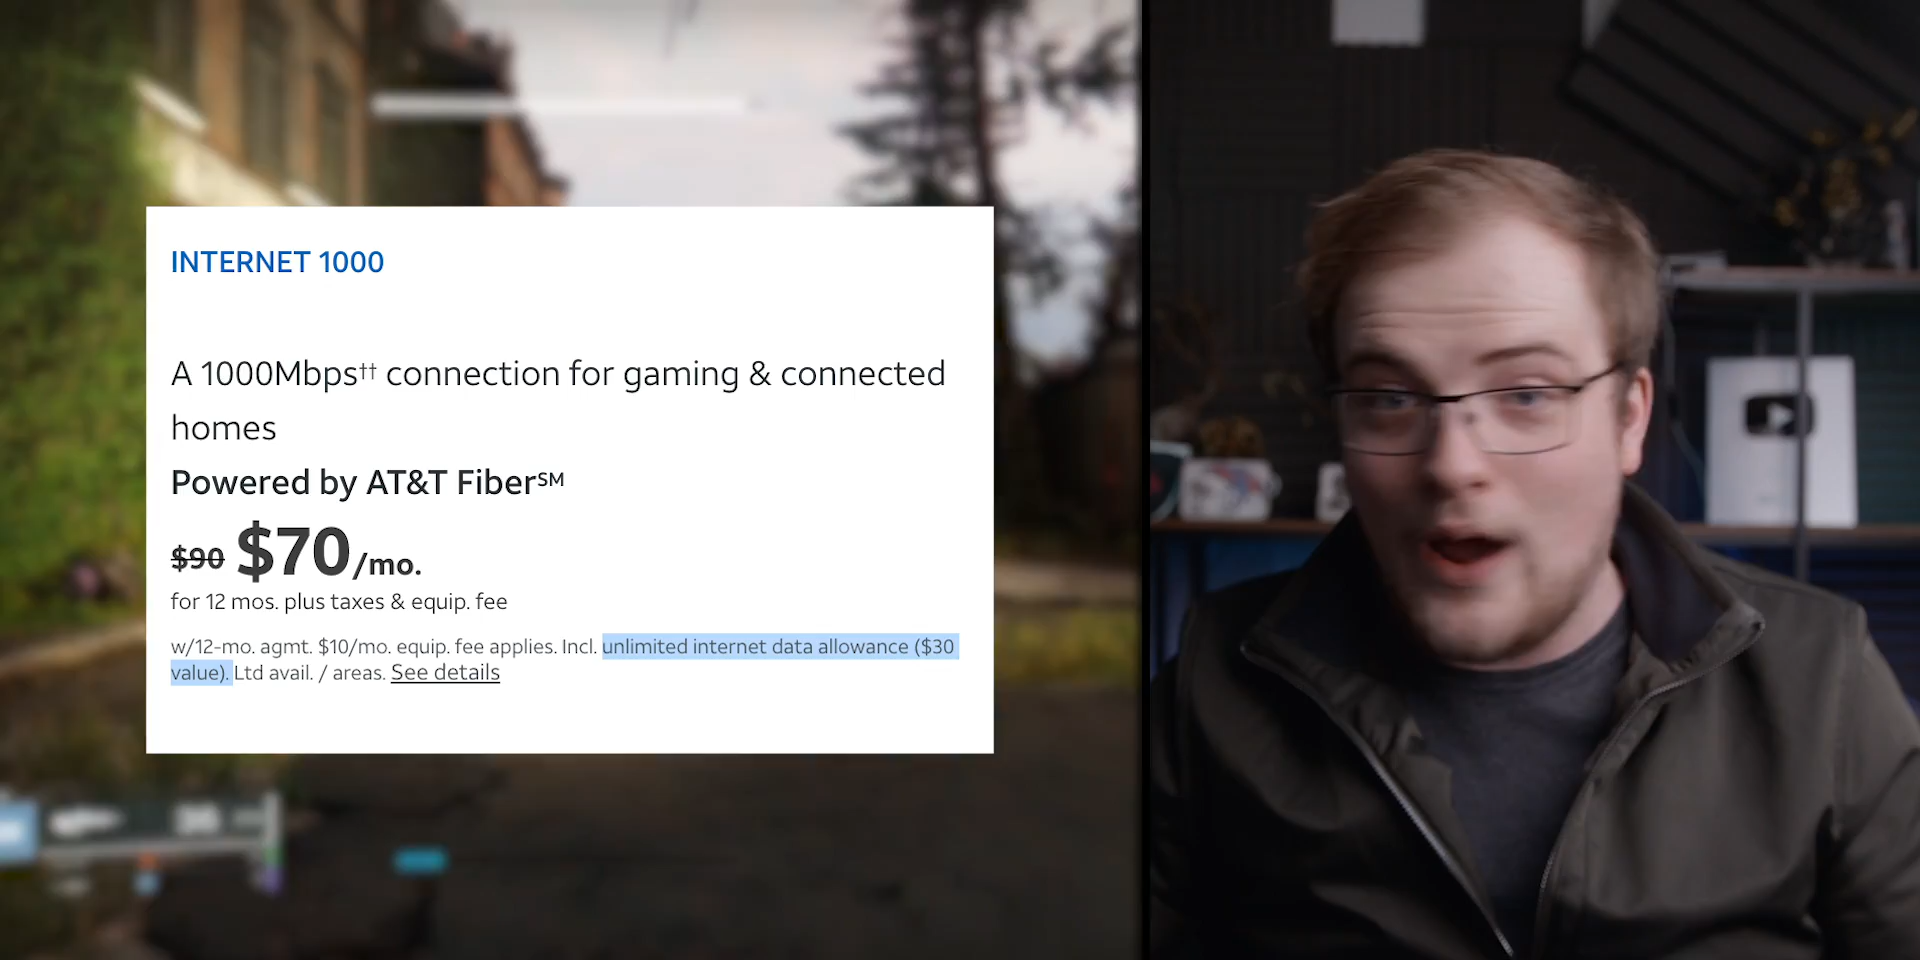 INTERNET 1000
A 1000Mbps†† connection for gaming & connected
homes
Powered by AT&T Fiber℠
$90 $70/mo.
for 12 mos. plus taxes & equip. fee
w/12-mo. agmt. $10/mo. equip. fee applies. Incl. unlimited internet data allowance ($30
value). Ltd avail. / areas. See details